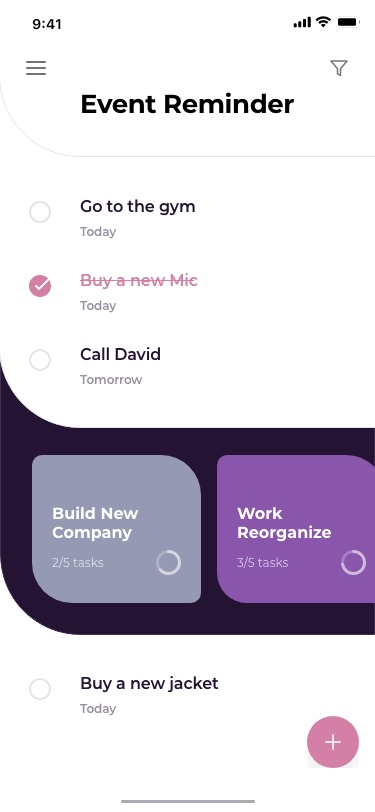 9:41
Event Reminder
Go to the gym
Today
Buy a new Mic
Today
Call David
Tomorrow
Build New
Company
2/5 tasks
Work
Reorganize
3/5 tasks
Buy a new jacket
Today